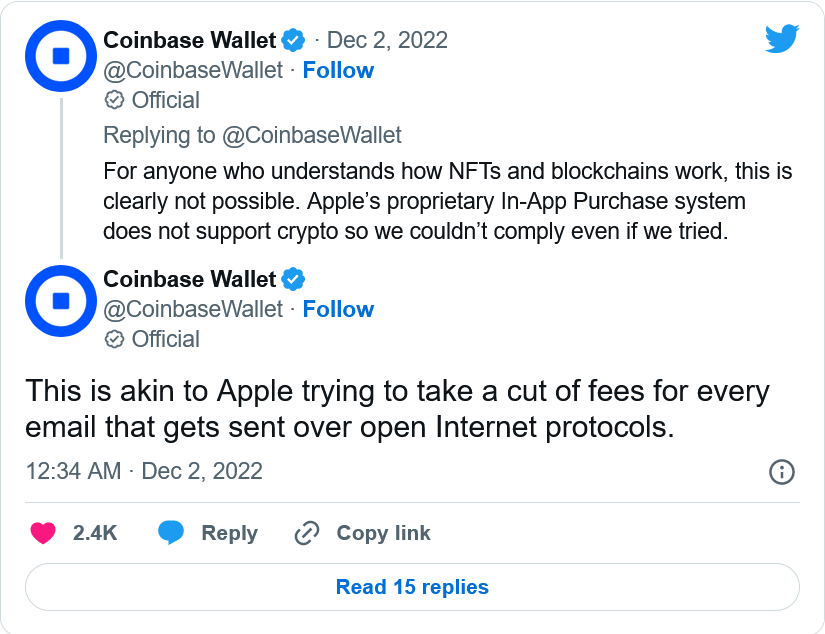 Coinbase Wallet · Dec 2, 2022
@CoinbaseWallet · Follow
Official
Replying to @CoinbaseWallet
For anyone who understands how NFTs and blockchains work, this is
clearly not possible. Apple’s proprietary In-App Purchase system
does not support crypto so we couldn’t comply even if we tried.
Coinbase Wallet
@CoinbaseWallet · Follow
Official
This is akin to Apple trying to take a cut of fees for every
email that gets sent over open Internet protocols.
12:34 AM · Dec 2, 2022
2.4K Reply Copy link
Read 15 replies